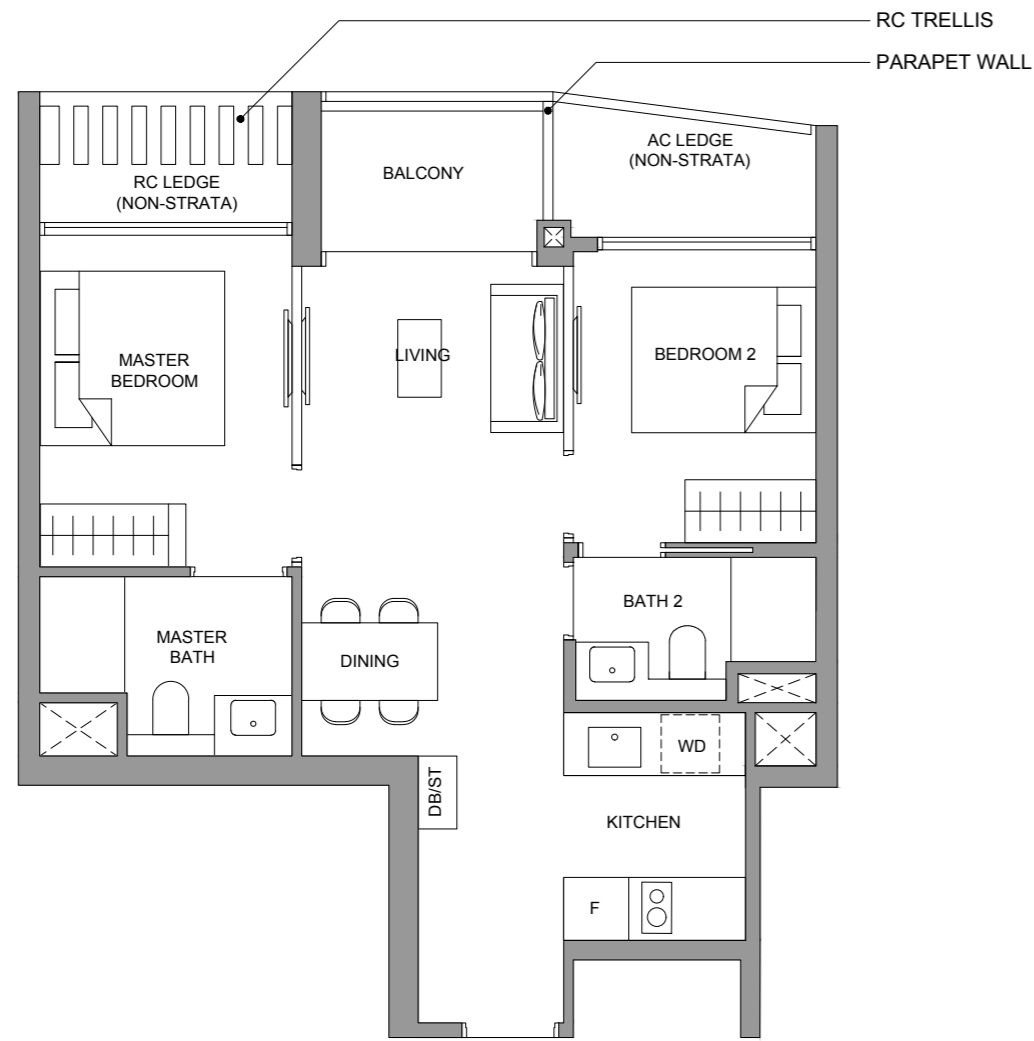 RC TRELLIS
PARAPET WALL
AC LEDGE
(NON-STRATA)
BALCONY
RC LEDGE
(NON-STRATA)
MASTER
BEDROOM
LIVING
BEDROOM 2
BATH 2
MASTER
BATH
DINING
WD
DB/ST
KITCHEN
F